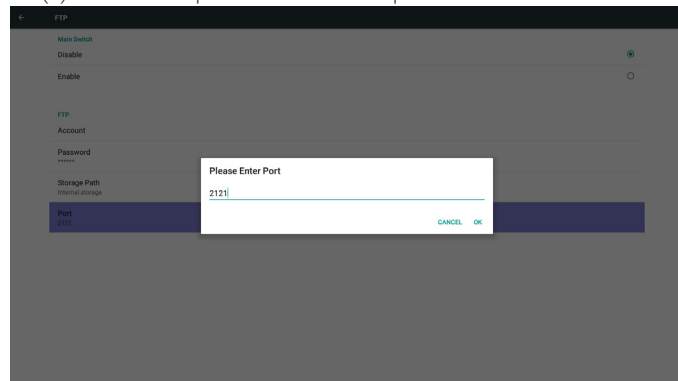 FTP
Main Switch
Disable
Enable
FTP
Account
Password
******
Storage Path
Internal storage
Port
2121
Please Enter Port
2121
CANCEL OK